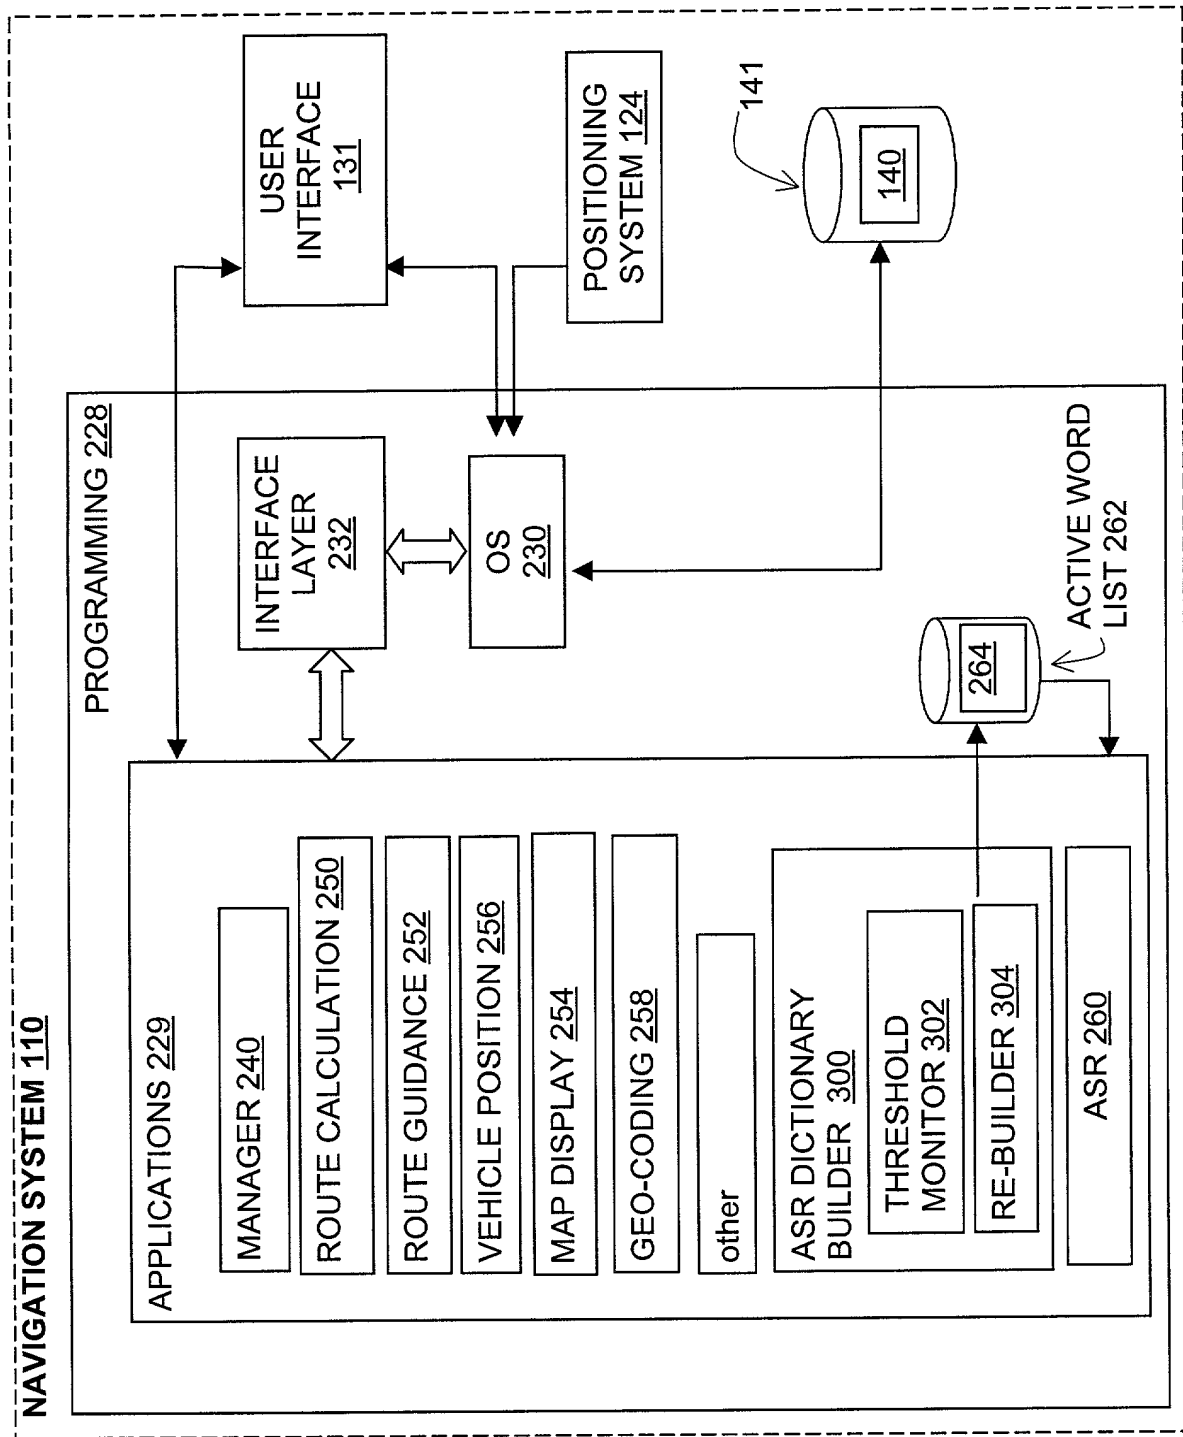 NAVIGATION SYSTEM 110
PROGRAMMING 228
APPLICATIONS 229
MANAGER 240
ROUTE CALCULATION 250
ROUTE GUIDANCE 252
VEHICLE POSITION 256
MAP DISPLAY 254
GEO-CODING 258
other
ASR DICTIONARY
BUILDER 300
THRESHOLD
MONITOR 302
RE-BUILDER 304
ASR 260
INTERFACE
LAYER
232
OS
230
264
ACTIVE WORD
LIST 262
USER
INTERFACE
131
POSITIONING
SYSTEM 124
141
140